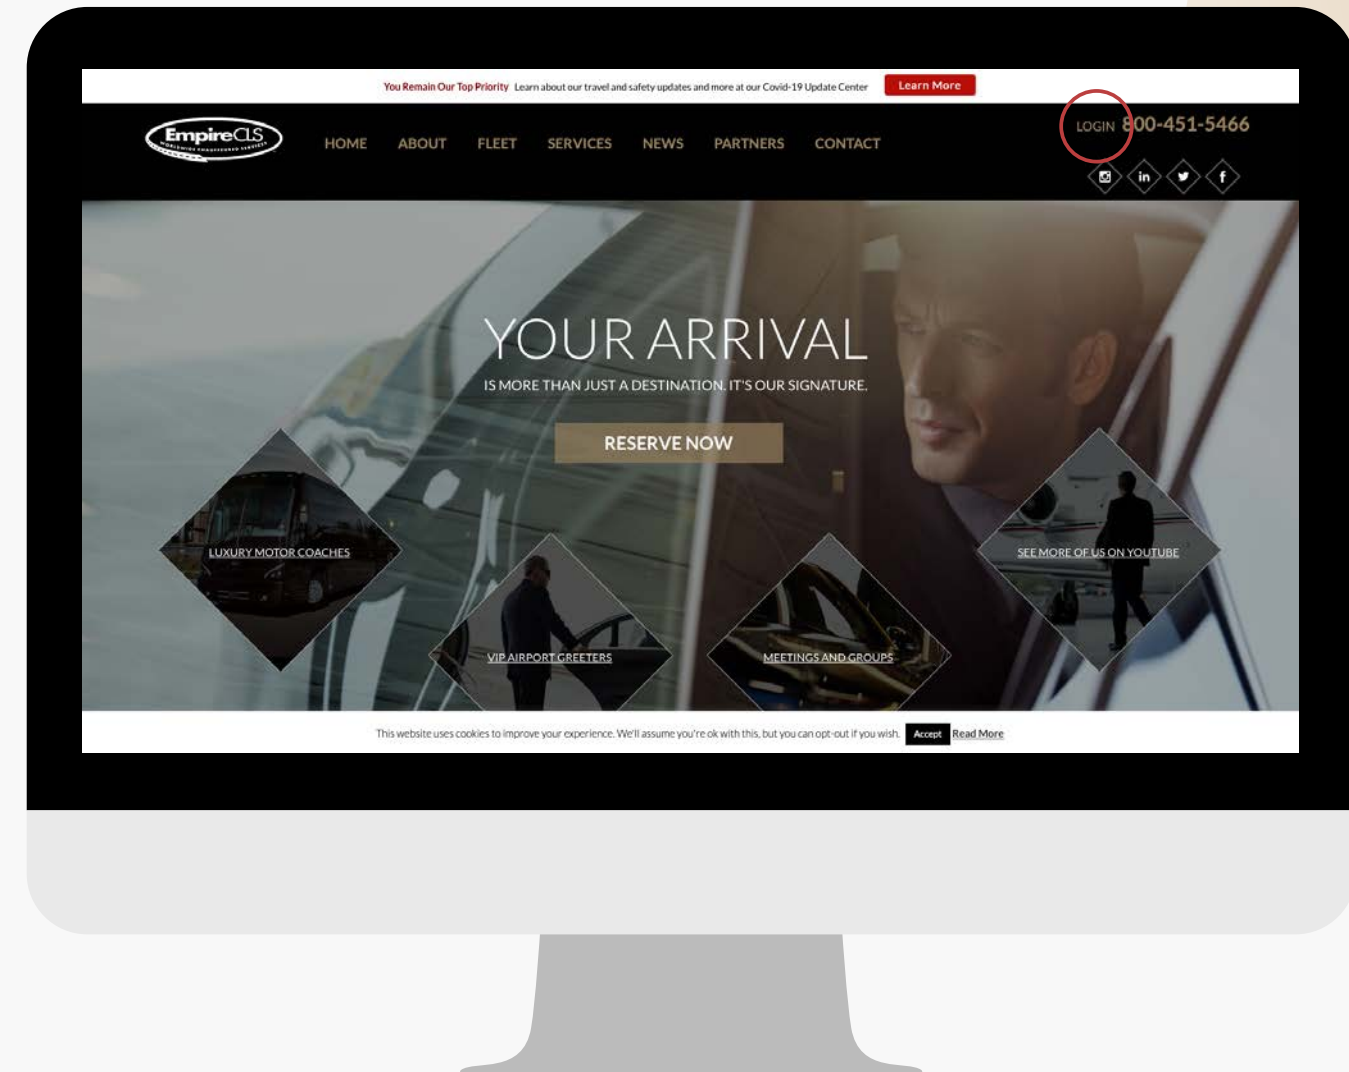 You Remain Our Top Priority Learn about our travel and safety updates and more at our Covid-19 Update Center Learn More
EmpireCLS
WORLDWIDE CHAUFFEURED SERVICES
HOME ABOUT FLEET SERVICES NEWS PARTNERS CONTACT
LOGIN 800-451-5466
YOUR ARRIVAL
IS MORE THAN JUST A DESTINATION. IT'S OUR SIGNATURE.
RESERVE NOW
LUXURY MOTOR COACHES
SEE MORE OF US ON YOUTUBE
VIP AIRPORT GREETERS
MEETINGS AND GROUPS
This website uses cookies to improve your experience. We'll assume you're ok with this, but you can opt-out if you wish. Accept Read More